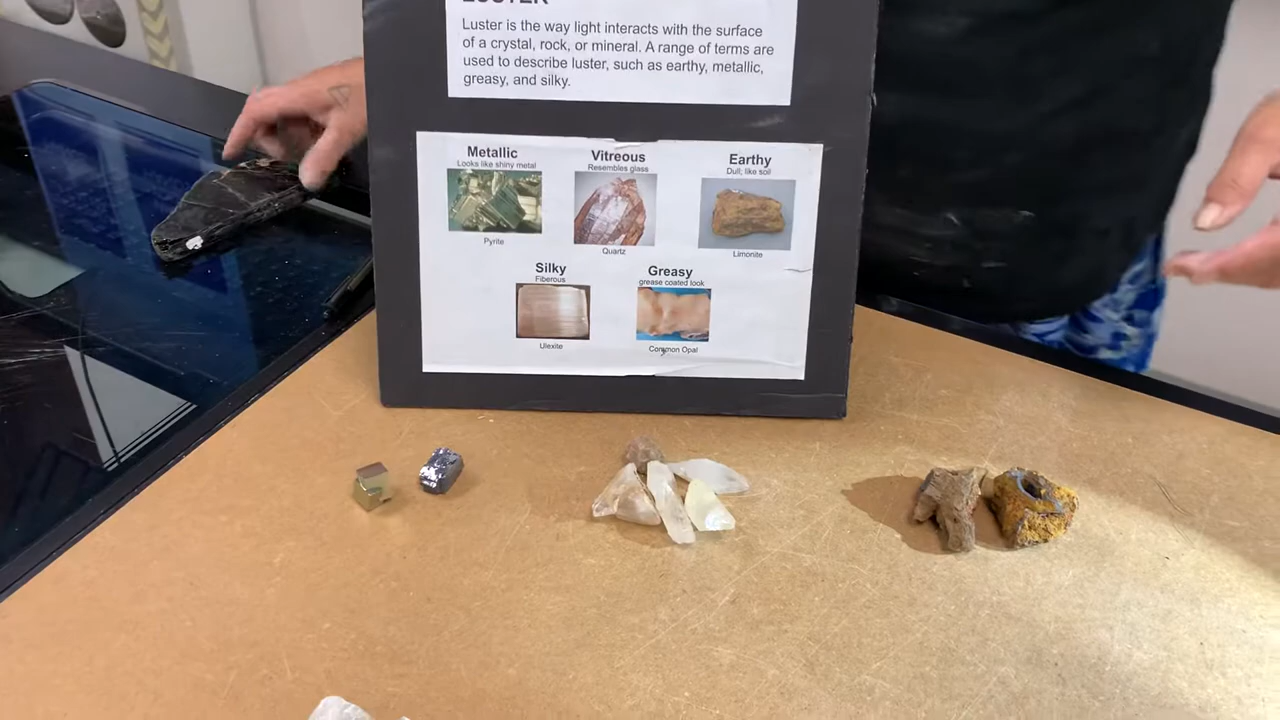 LUSTER
Luster is the way light interacts with the surface
of a crystal, rock, or mineral. A range of terms are
used to describe luster, such as earthy, metallic,
greasy, and silky.
Metallic
Looks like shiny metal
Pyrite
Vitreous
Resembles glass
Quartz
Earthy
Dull; like soil
Limonite
Silky
Fiberous
Ulexite
Greasy
grease coated look
Common Opal